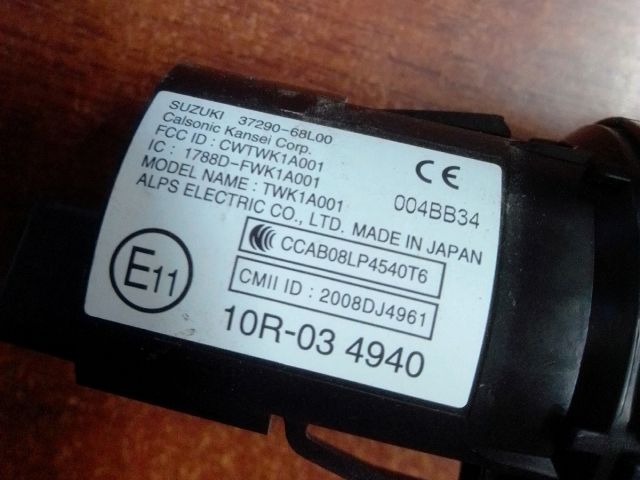 SUZUKI 37290-68L00
Calsonic Kansei Corp.
FCC ID : CWTWK1A001
IC : 1788D-FWK1A001
MODEL NAME : TWK1A001
ALPS ELECTRIC CO., LTD. MADE IN JAPAN
CE
004BB34
CCAB08LP4540T6
E11
CMII ID : 2008DJ4961
10R-03 4940